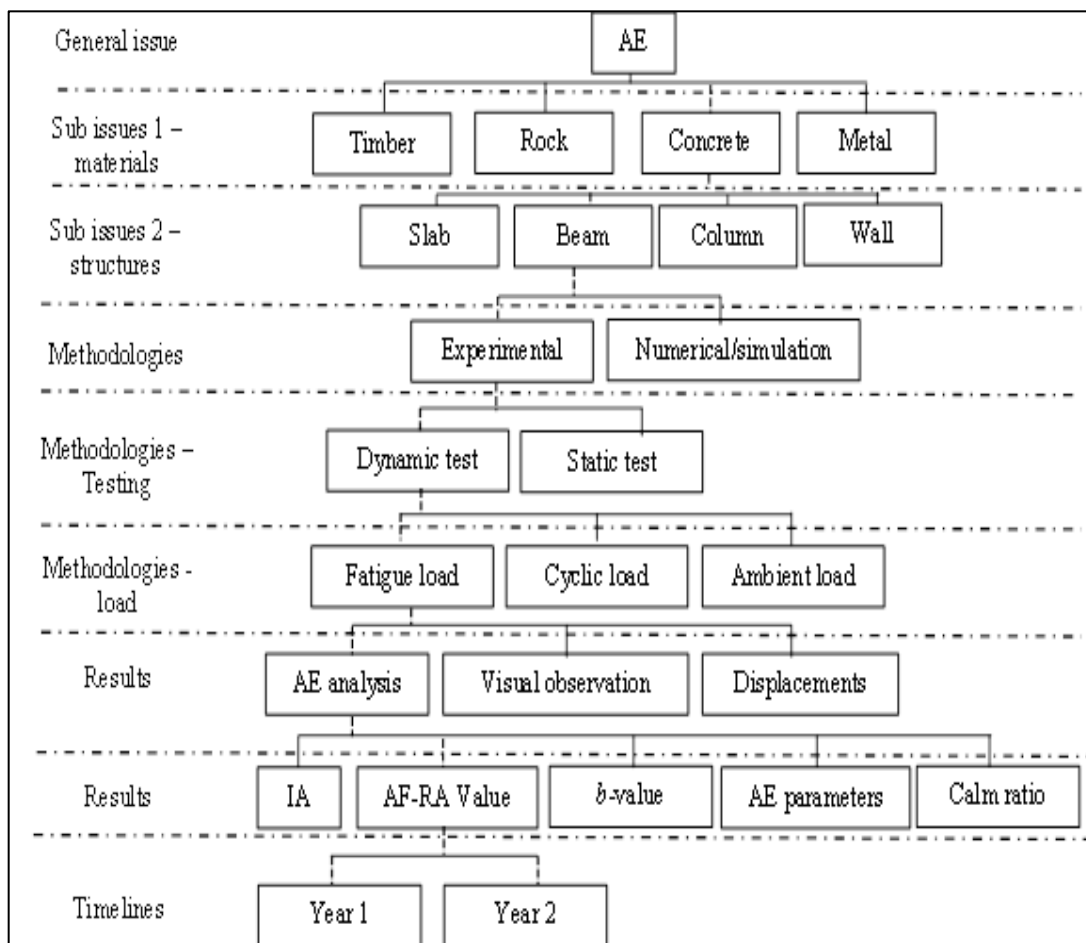 General issue
AE
Sub issues 1 –
materials
Timber
Rock
Concrete
Metal
Sub issues 2 –
structures
Slab
Beam
Column
Wall
Methodologies
Experimental
Numerical/simulation
Methodologies –
Testing
Dynamic test
Static test
Methodologies -
load
Fatigue load
Cyclic load
Ambient load
Results
AE analysis
Visual observation
Displacements
Results
IA
AF-RA Value
b-value
AE parameters
Calm ratio
Timelines
Year 1
Year 2